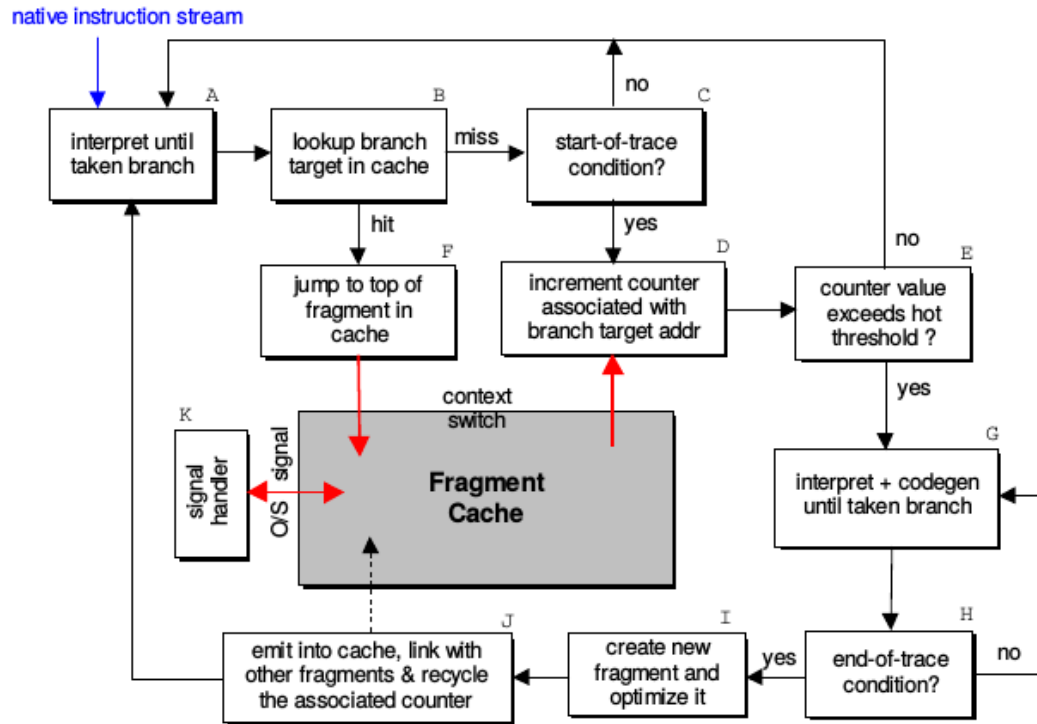 native instruction stream
A
interpret until
taken branch
B
lookup branch
target in cache
miss
hit
C
start-of-trace
condition?
no
yes
D
increment counter
associated with
branch target addr
no
E
counter value
exceeds hot
threshold ?
yes
F
jump to top of
fragment in
cache
context
switch
Fragment
Cache
K
signal
handler
O/S signal
G
interpret + codegen
until taken branch
H
end-of-trace
condition?
no
yes
I
create new
fragment and
optimize it
J
emit into cache, link with
other fragments & recycle
the associated counter